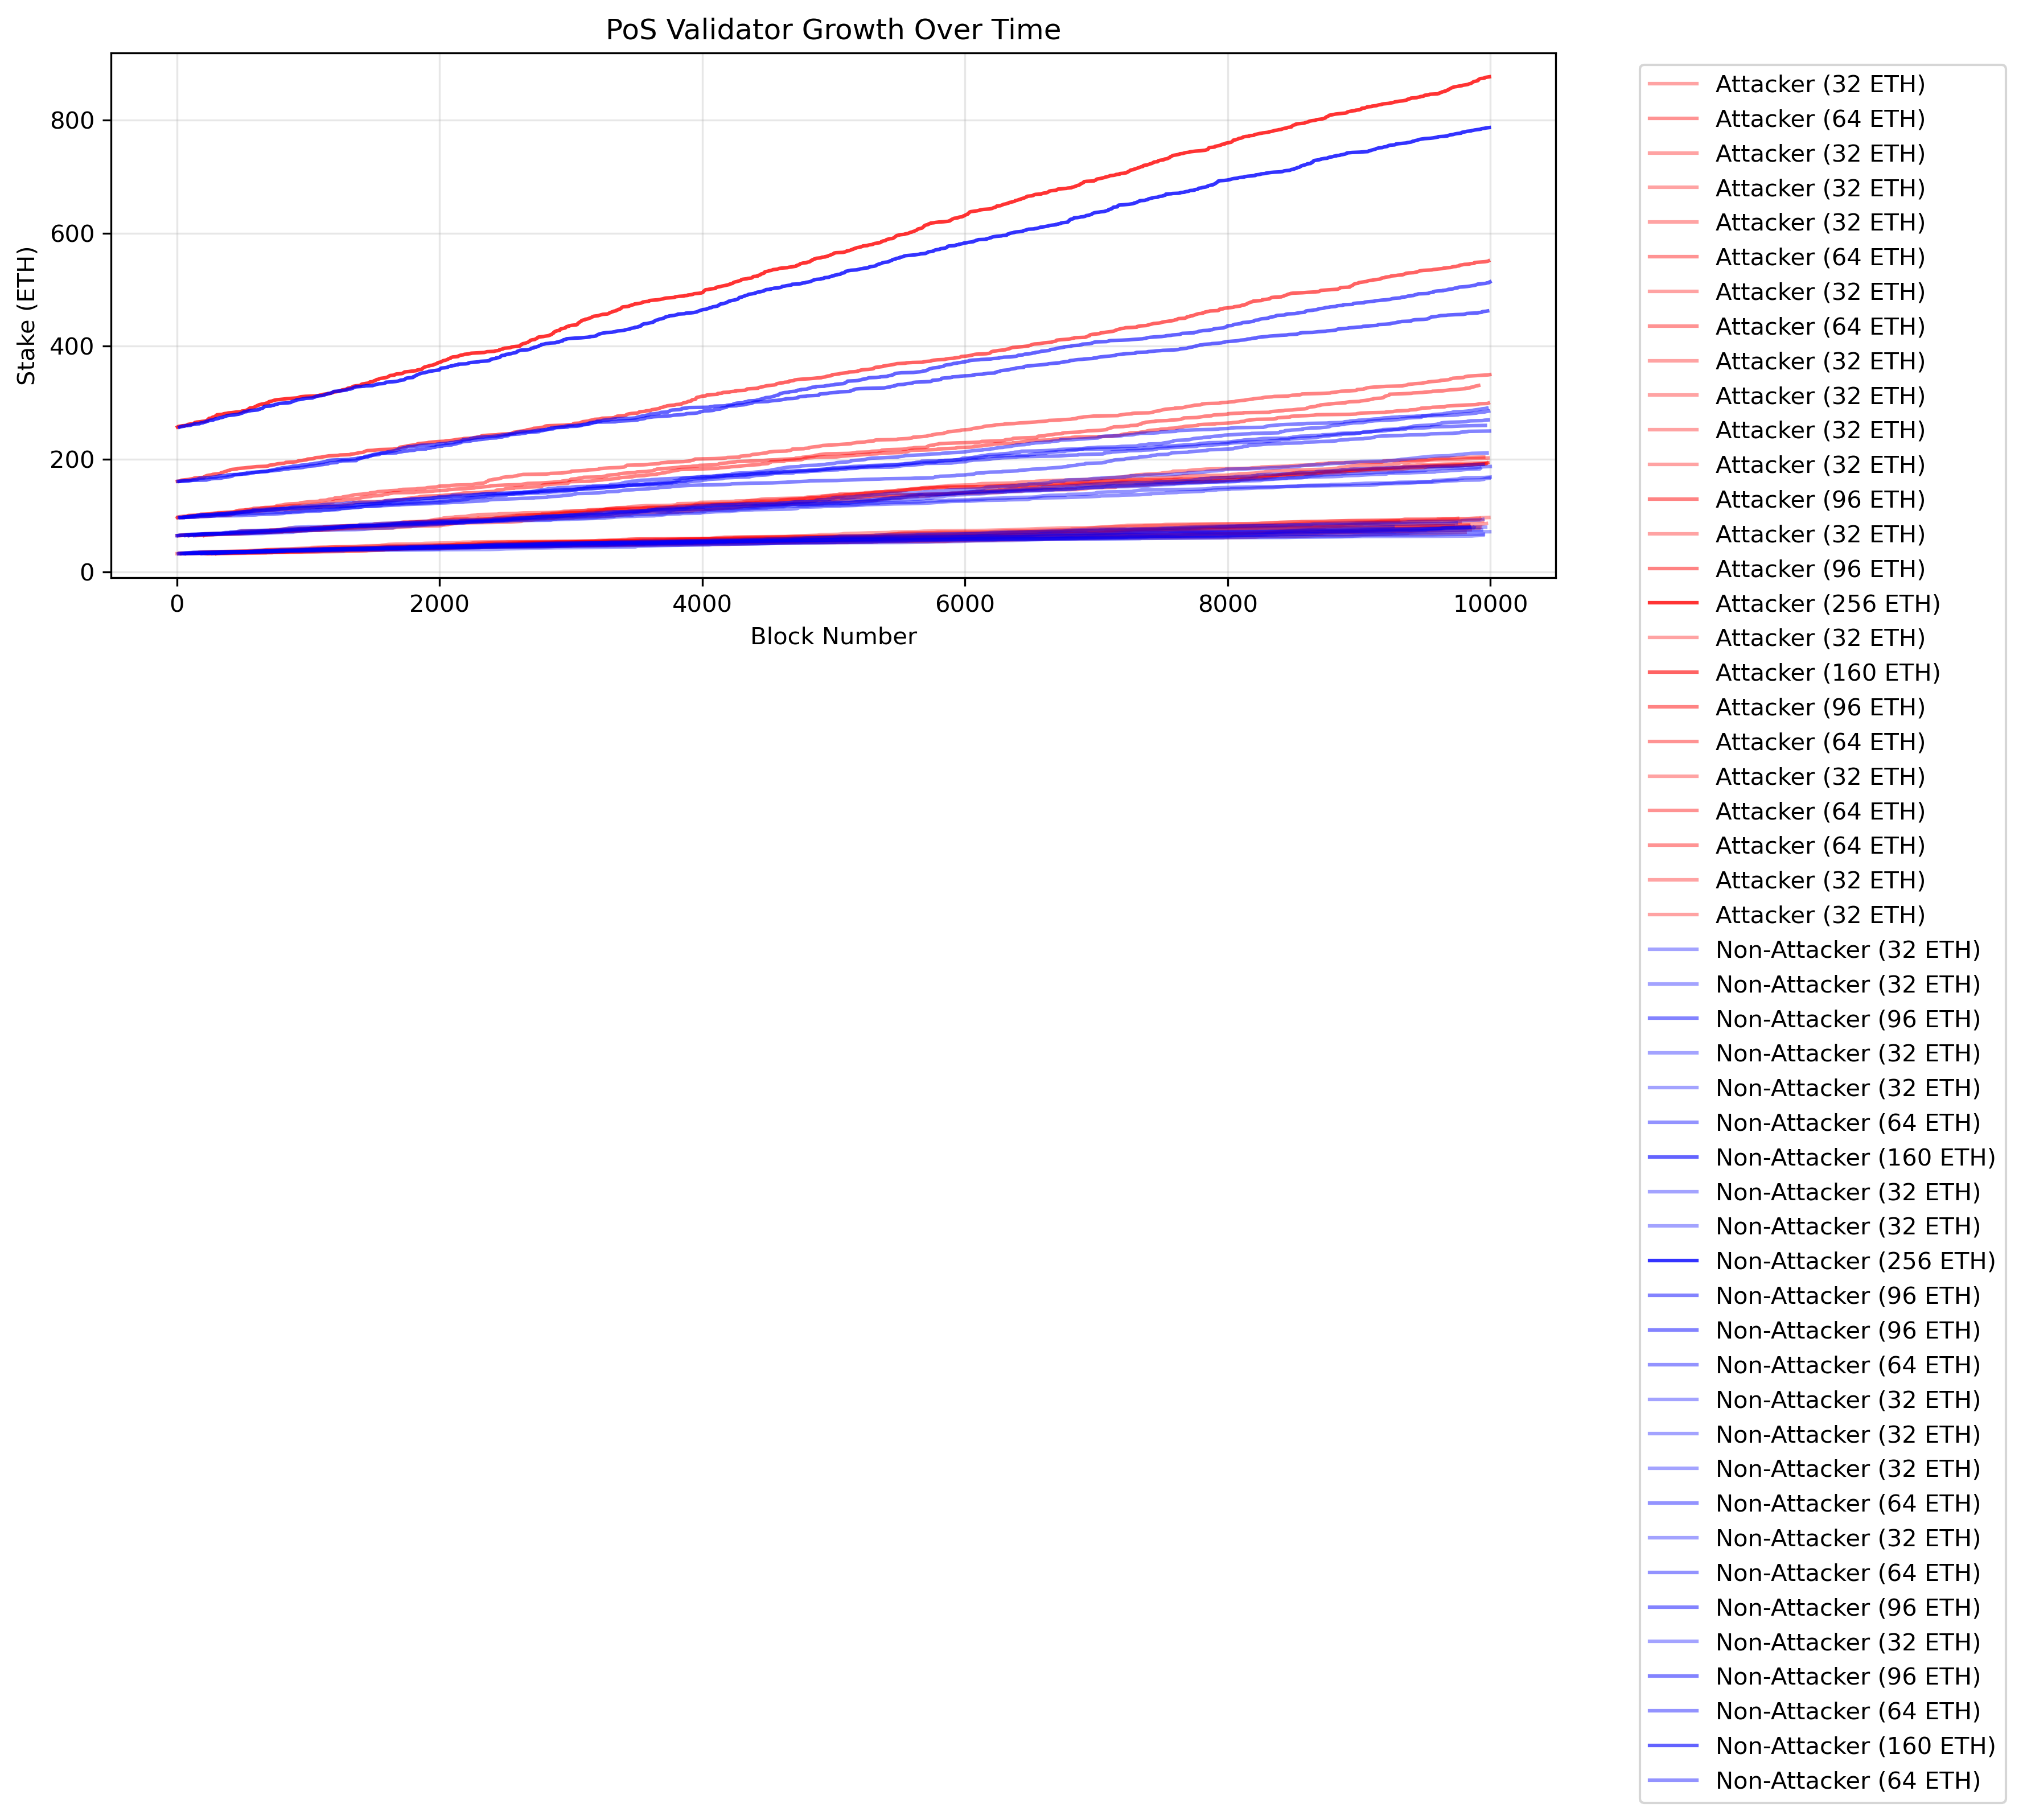 PoS Validator Growth Over Time
Stake (ETH)
800
600
400
200
0
0 2000 4000 6000 8000 10000
Block Number
Attacker (32 ETH)
Attacker (64 ETH)
Attacker (32 ETH)
Attacker (32 ETH)
Attacker (32 ETH)
Attacker (64 ETH)
Attacker (32 ETH)
Attacker (64 ETH)
Attacker (32 ETH)
Attacker (32 ETH)
Attacker (32 ETH)
Attacker (32 ETH)
Attacker (96 ETH)
Attacker (32 ETH)
Attacker (96 ETH)
Attacker (256 ETH)
Attacker (32 ETH)
Attacker (160 ETH)
Attacker (96 ETH)
Attacker (64 ETH)
Attacker (32 ETH)
Attacker (64 ETH)
Attacker (64 ETH)
Attacker (32 ETH)
Attacker (32 ETH)
Non-Attacker (32 ETH)
Non-Attacker (32 ETH)
Non-Attacker (96 ETH)
Non-Attacker (32 ETH)
Non-Attacker (32 ETH)
Non-Attacker (64 ETH)
Non-Attacker (160 ETH)
Non-Attacker (32 ETH)
Non-Attacker (32 ETH)
Non-Attacker (256 ETH)
Non-Attacker (96 ETH)
Non-Attacker (96 ETH)
Non-Attacker (64 ETH)
Non-Attacker (32 ETH)
Non-Attacker (32 ETH)
Non-Attacker (32 ETH)
Non-Attacker (64 ETH)
Non-Attacker (32 ETH)
Non-Attacker (64 ETH)
Non-Attacker (96 ETH)
Non-Attacker (32 ETH)
Non-Attacker (96 ETH)
Non-Attacker (64 ETH)
Non-Attacker (160 ETH)
Non-Attacker (64 ETH)